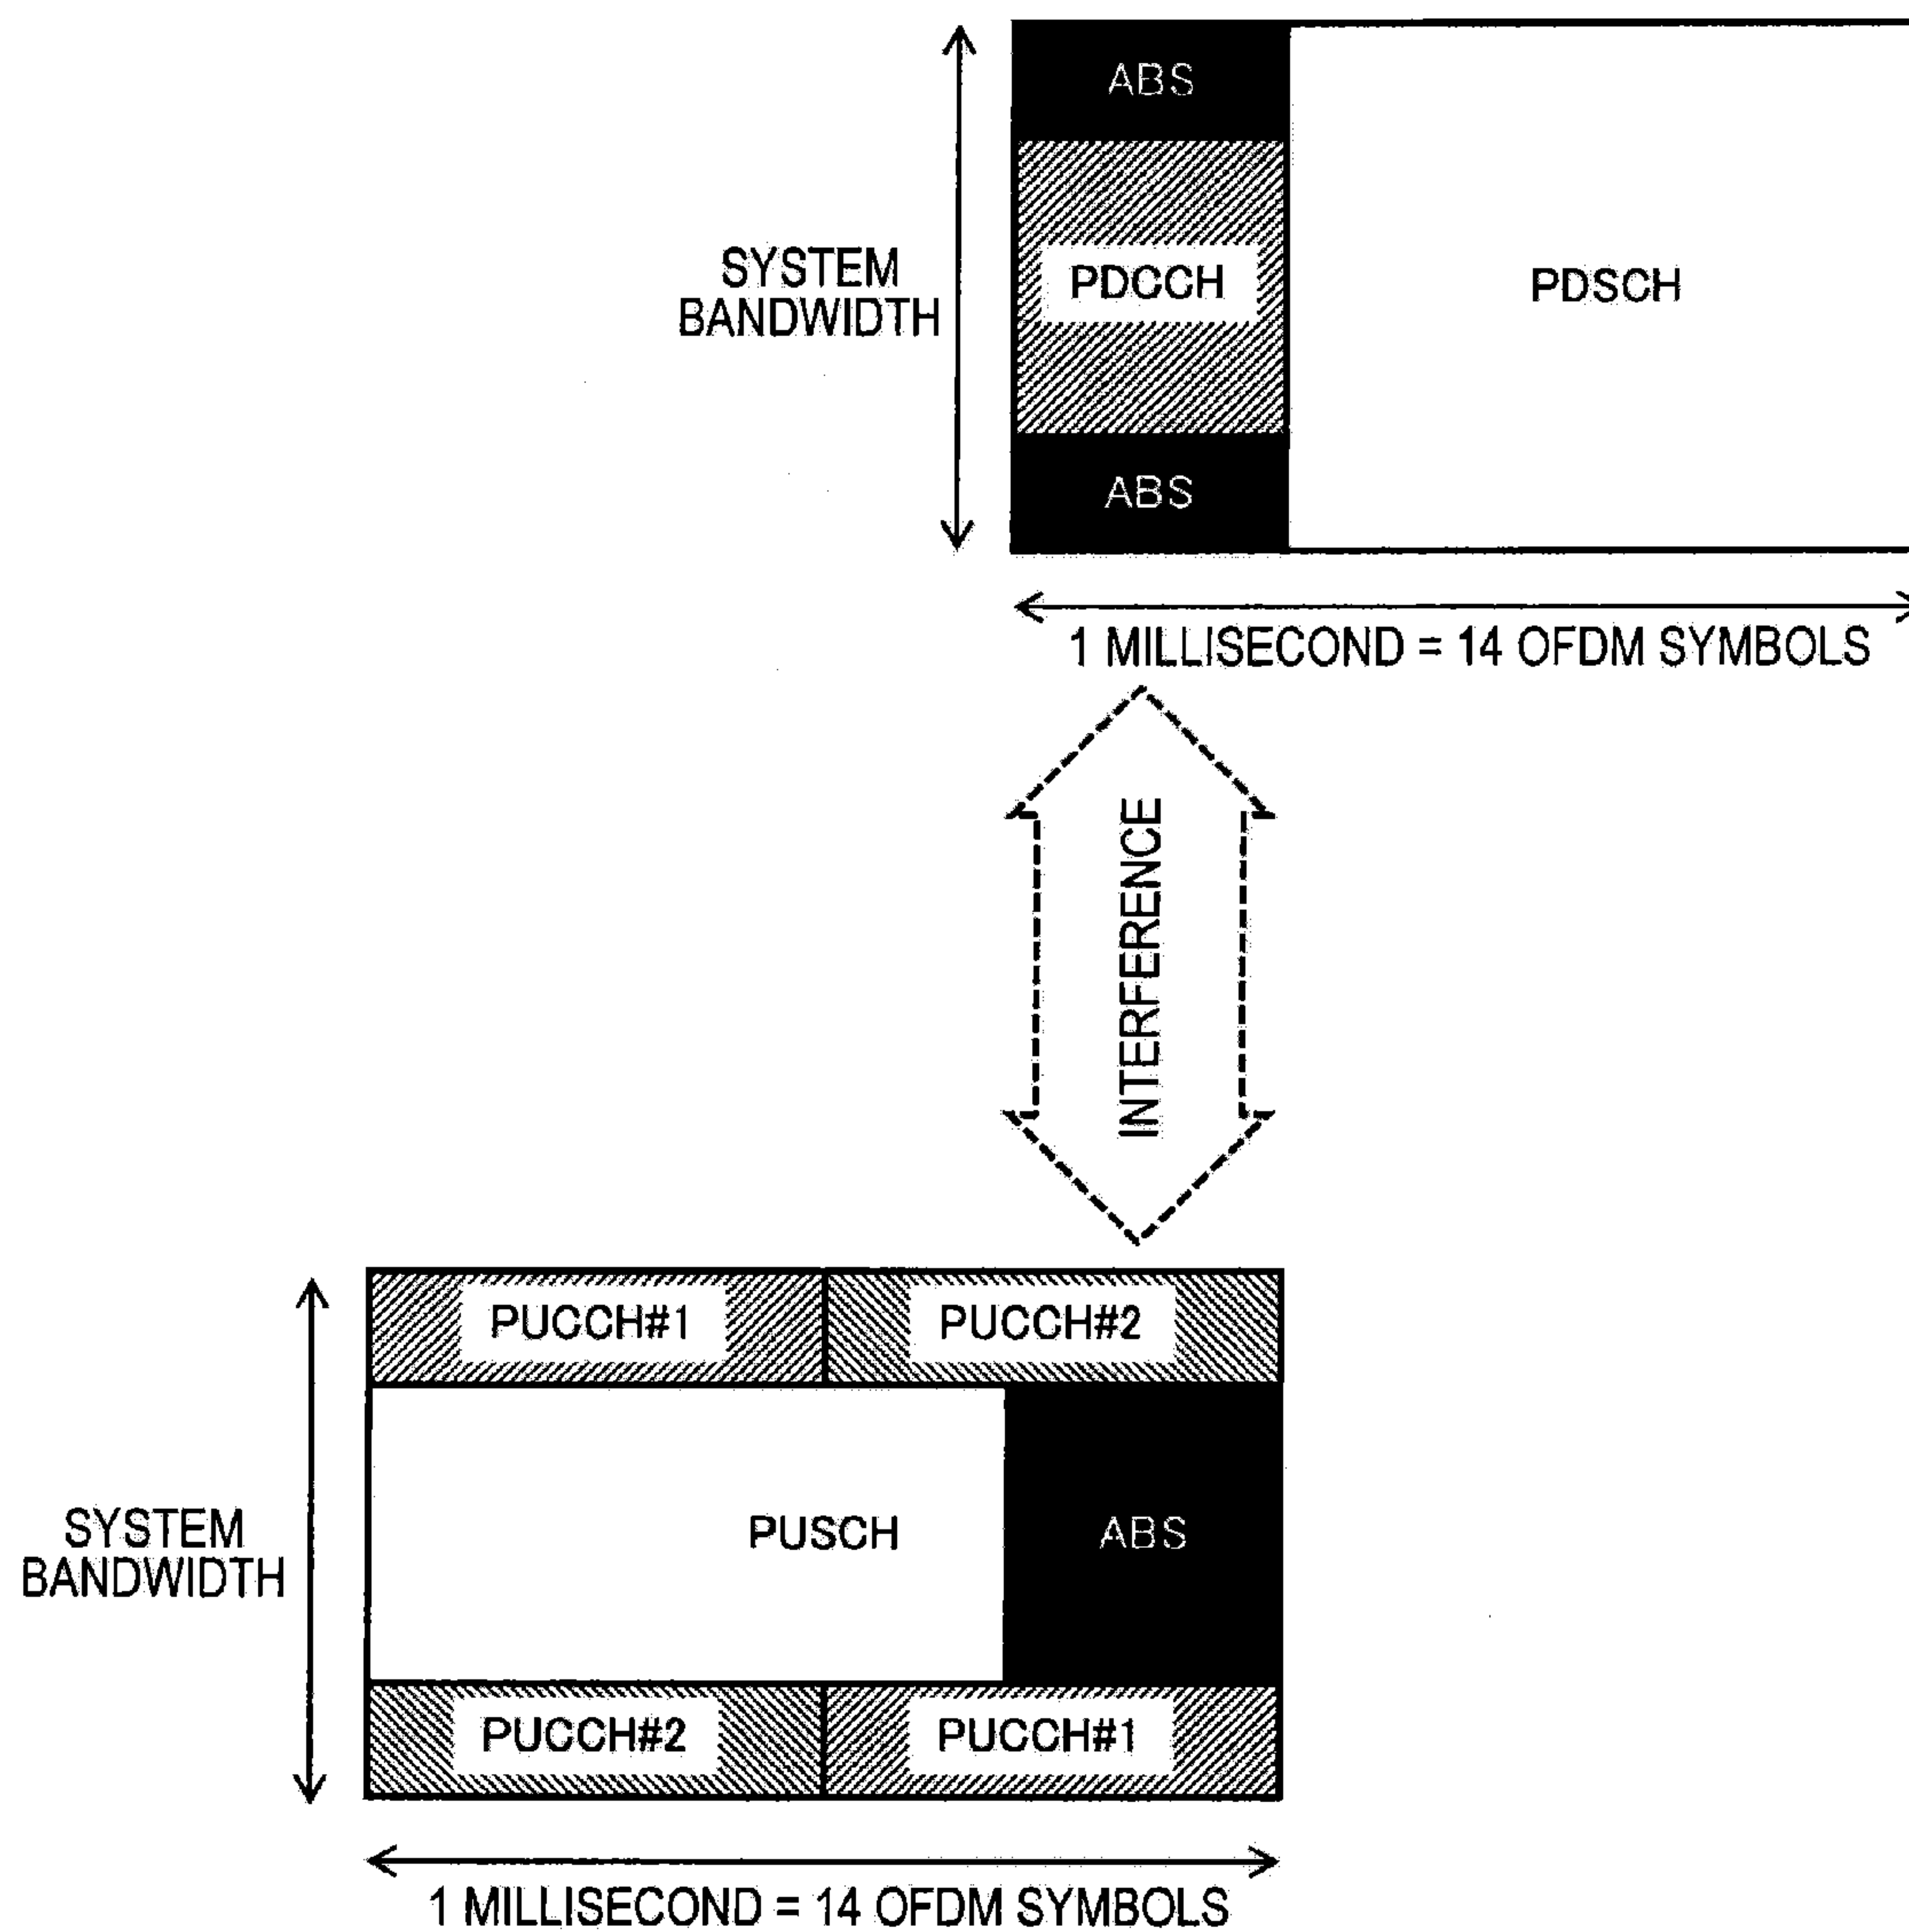 ABS
SYSTEM
BANDWIDTH
PDCCH
PDSCH
ABS
1 MILLISECOND = 14 OFDM SYMBOLS
INTERFERENCE
PUCCH#1
PUCCH#2
SYSTEM
BANDWIDTH
PUSCH
ABS
PUCCH#2
PUCCH#1
1 MILLISECOND = 14 OFDM SYMBOLS